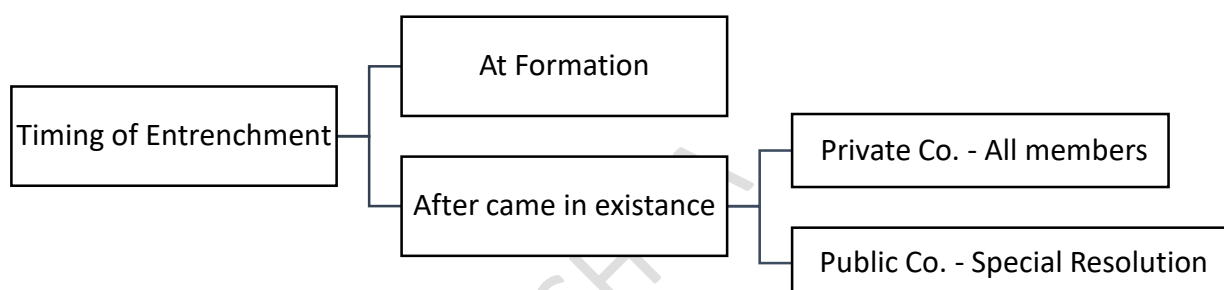 At Formation
Timing of Entrenchment
Private Co. - All members
After came in existance
Public Co. - Special Resolution